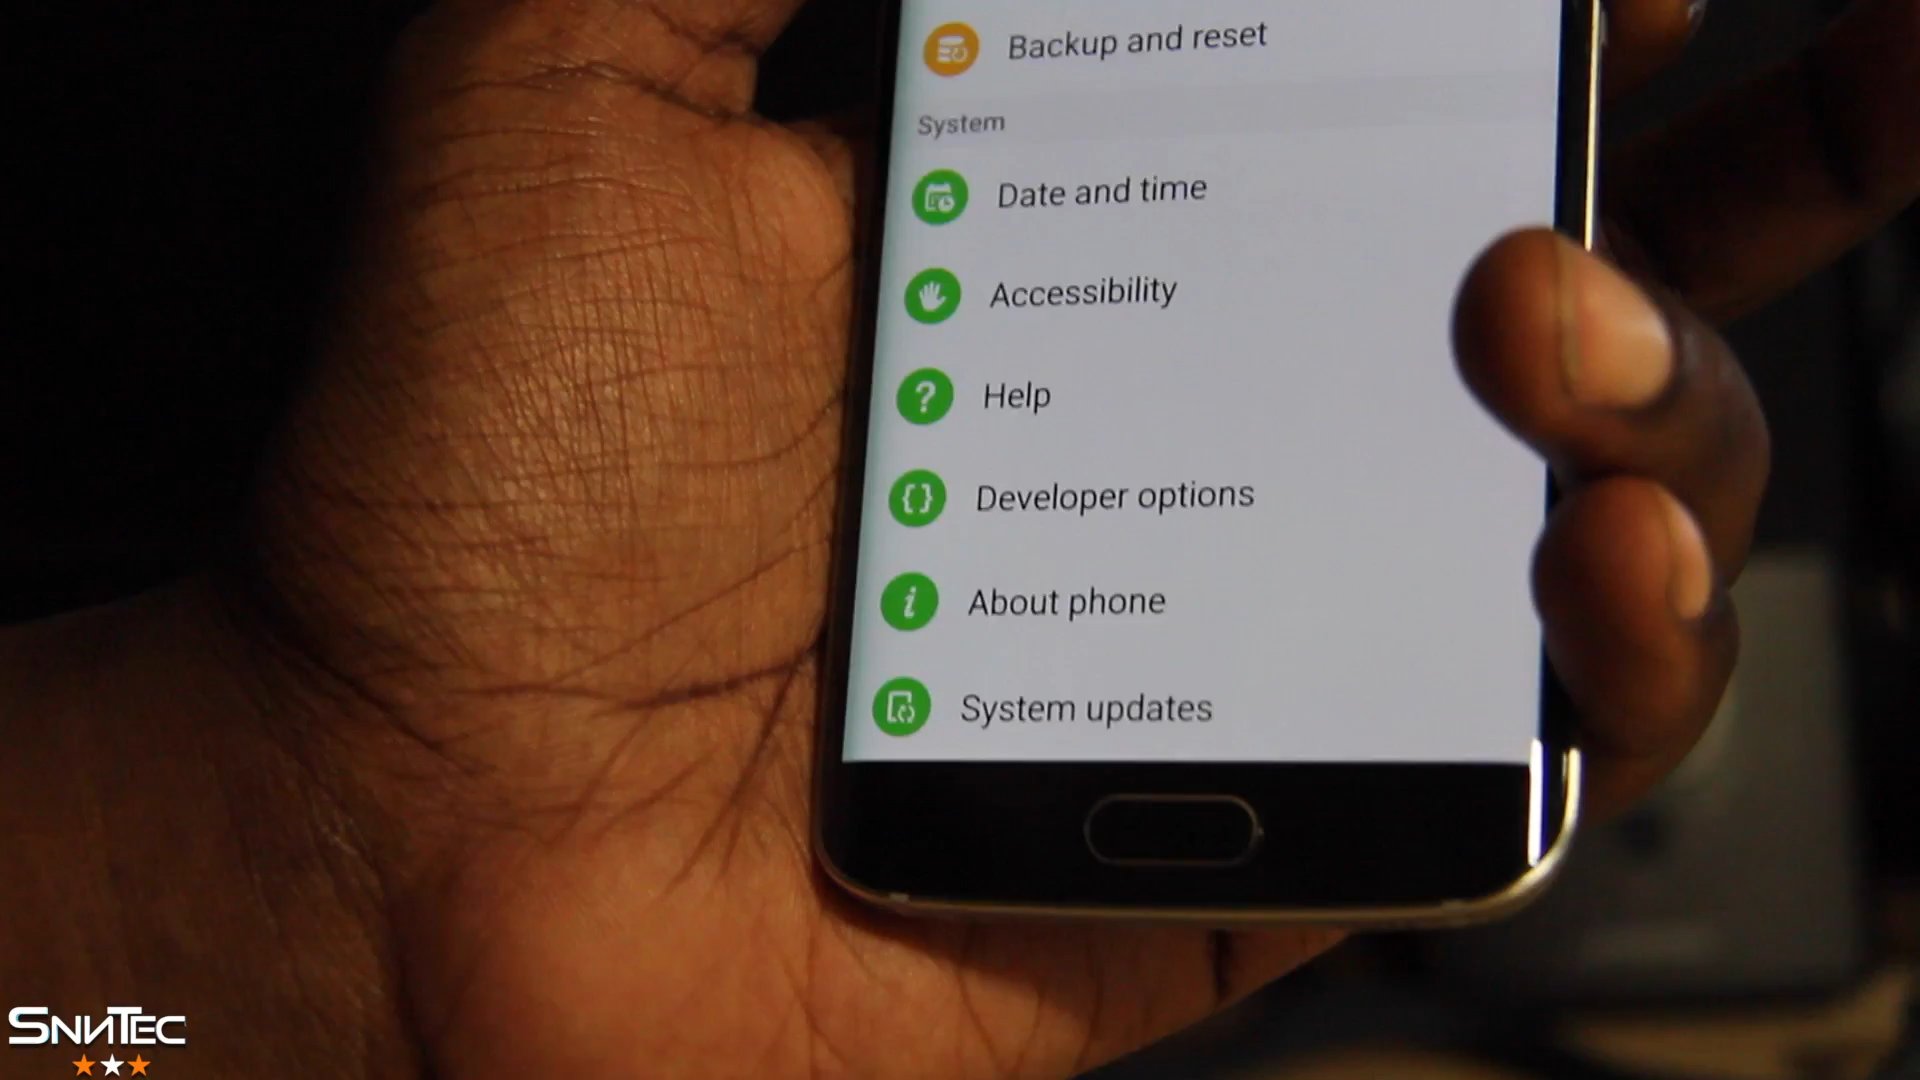 Backup and reset
System
Date and time
Accessibility
Help
Developer options
About phone
System updates
SNNTEC